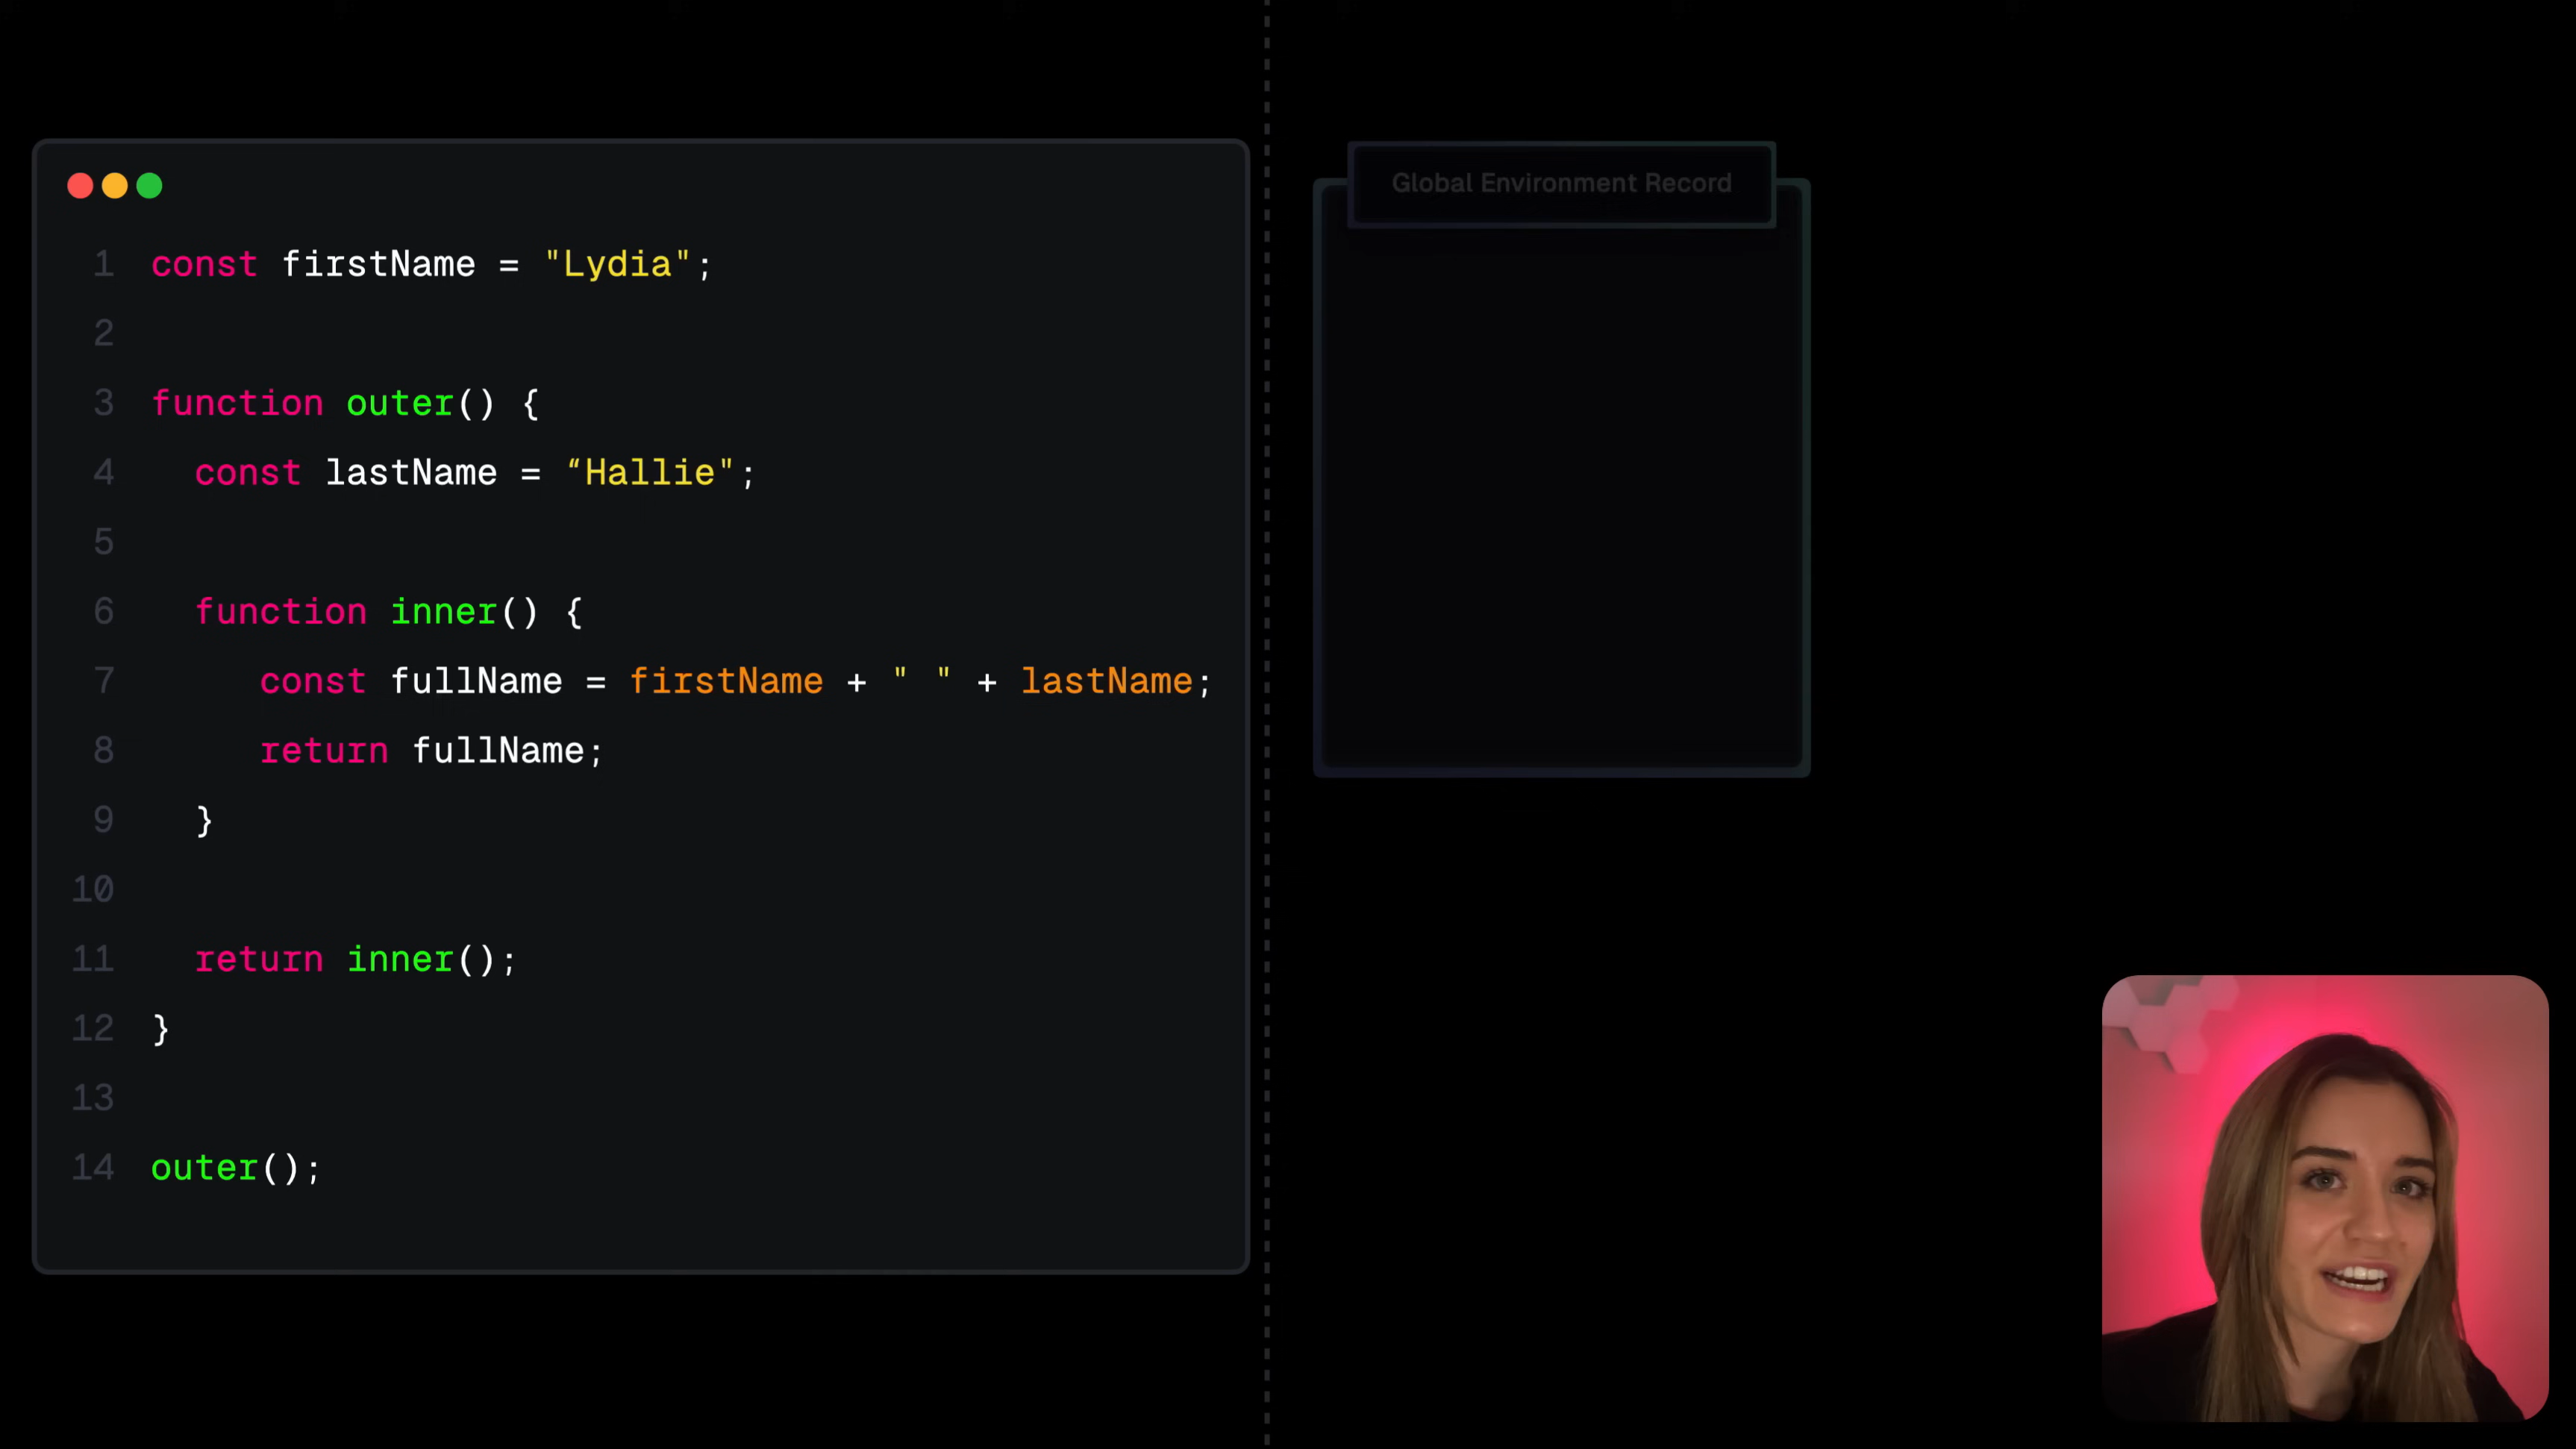 1 const firstName = "Lydia";
2
3 function outer() {
4 const lastName = “Hallie";
5
6 function inner() {
7 const fullName = firstName + " " + lastName;
8 return fullName;
9 }
10
11 return inner();
12 }
13
14 outer();
Global Environment Record